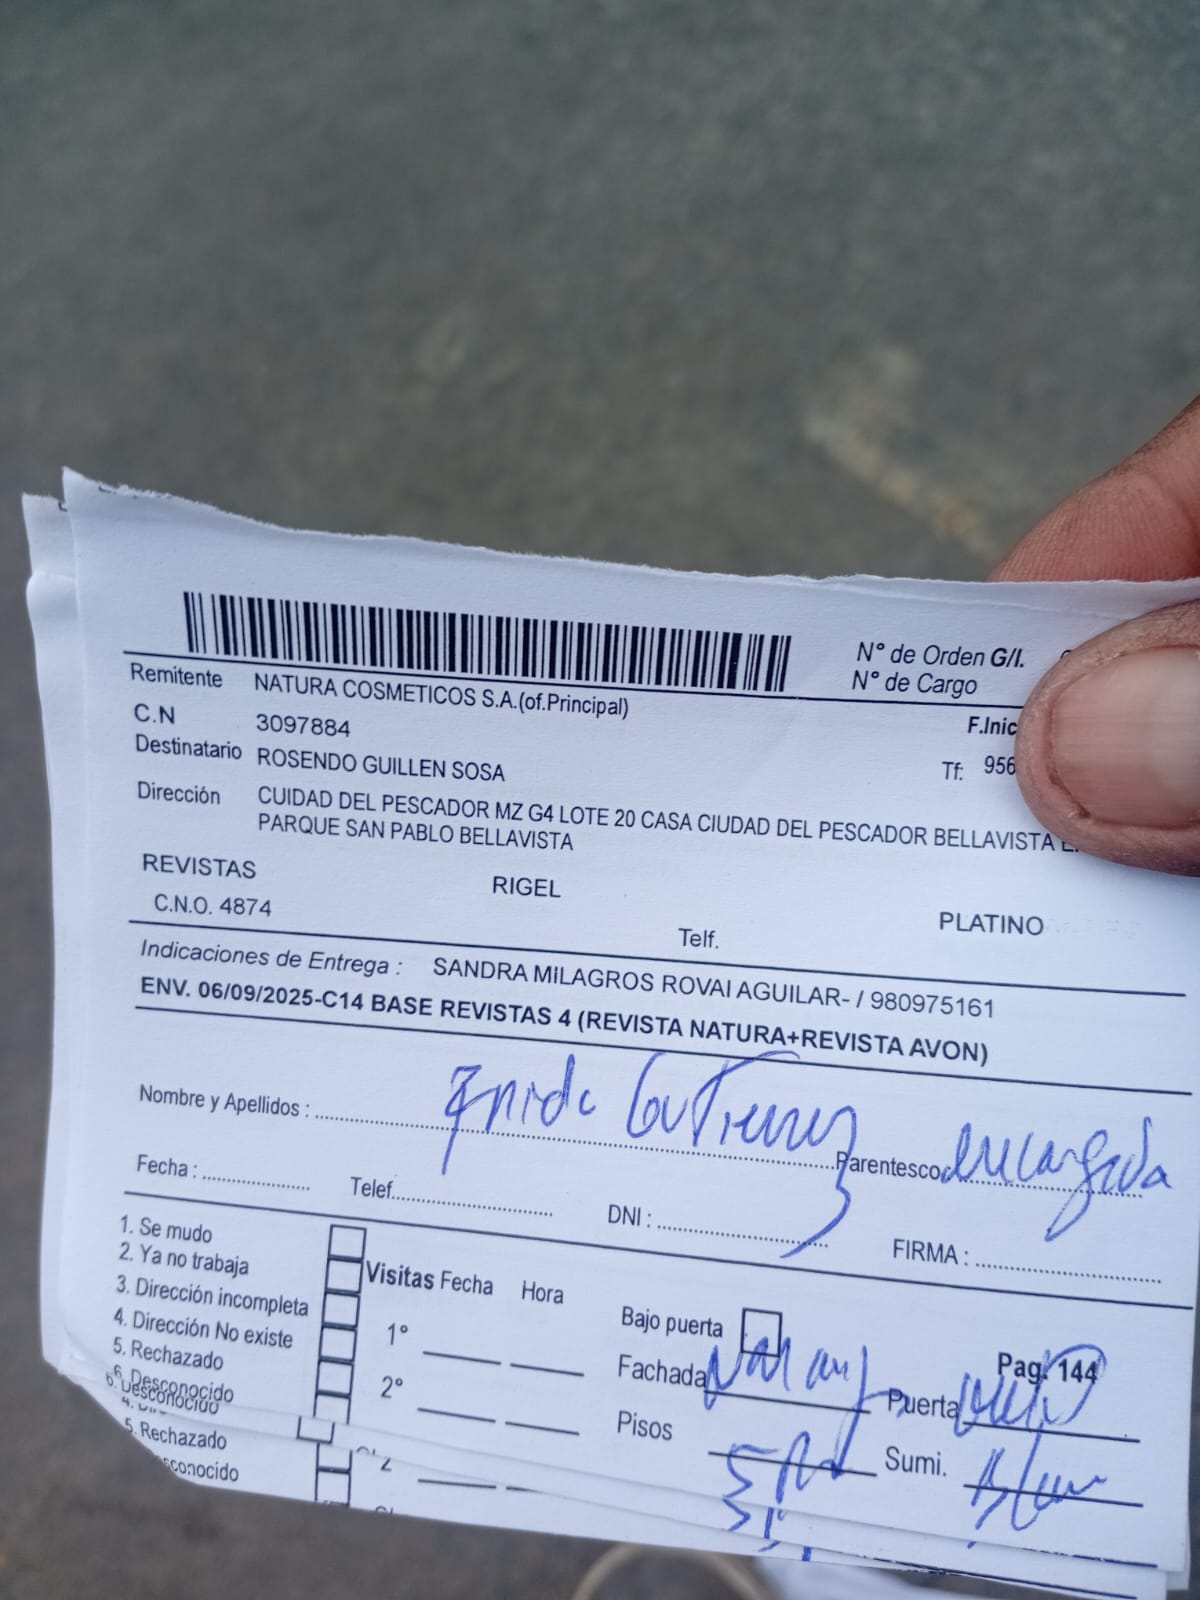 Remitente NATURA COSMETICOS S.A.(of.Principal) N° de Orden G/I.
N° de Cargo
C.N 3097884 F.Inic
Destinatario ROSENDO GUILLEN SOSA Tf: 956
Dirección CUIDAD DEL PESCADOR MZ G4 LOTE 20 CASA CIUDAD DEL PESCADOR BELLAVISTA
PARQUE SAN PABLO BELLAVISTA
REVISTAS RIGEL PLATINO
C.N.O. 4874 Telf.
Indicaciones de Entrega : SANDRA MILAGROS ROVAI AGUILAR- / 980975161
ENV. 06/09/2025-C14 BASE REVISTAS 4 (REVISTA NATURA+REVISTA AVON)
Nombre y Apellidos : Gutierrez Parentesco encargada
Fecha : Telef. DNI : FIRMA :
1. Se mudo
2. Ya no trabaja
3. Dirección incompleta
4. Dirección No existe
5. Rechazado
6. Desconocido
Visitas Fecha Hora
1°
2°
Bajo puerta
Pag. 144
Fachada Puerta
Pisos Sumi.
6. Desconocido
5. Rechazado
sconocido